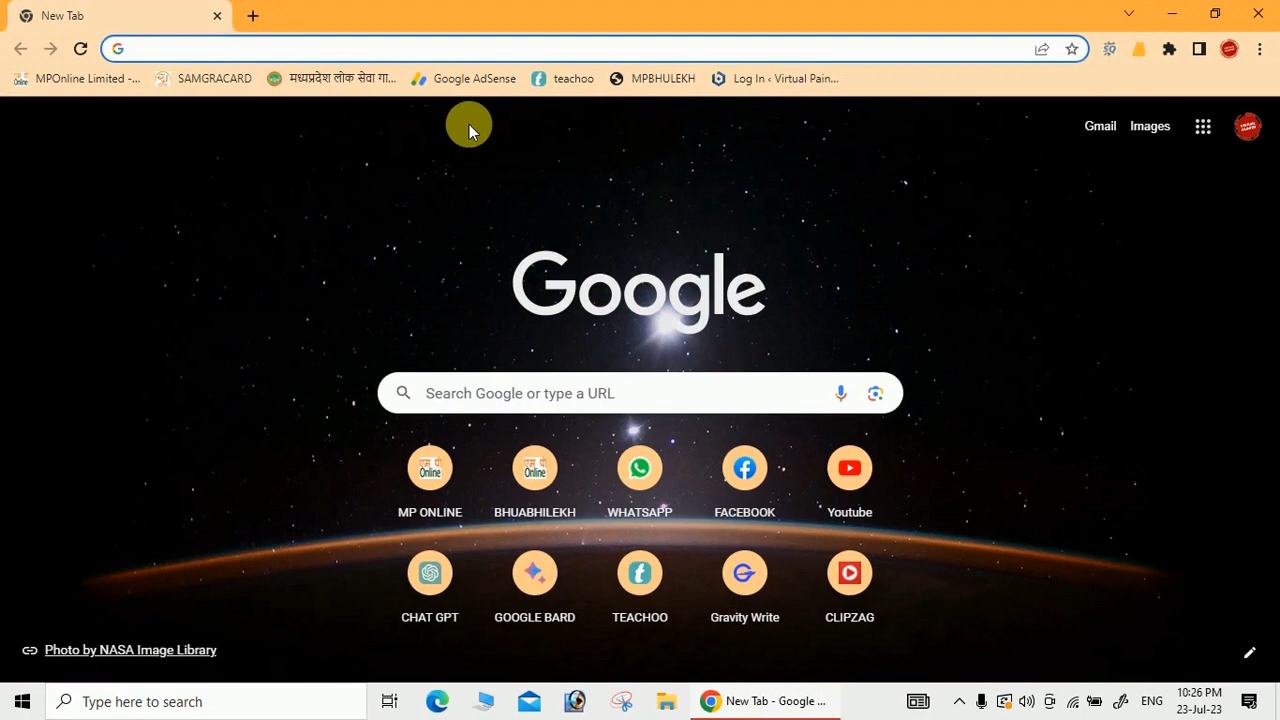 New Tab
MPOnline Limited -...
SAMGRACARD
मध्यप्रदेश लोक सेवा गा...
Google AdSense
teachoo
MPBHULEKH
Log In ‹ Virtual Pain...
Gmail
Images
Google
Search Google or type a URL
MP ONLINE
BHUABHILEKH
WHATSAPP
FACEBOOK
Youtube
CHAT GPT
GOOGLE BARD
TEACHOO
Gravity Write
CLIPZAG
Photo by NASA Image Library
Type here to search
New Tab - Google ...
ENG
10:26 PM
23-Jul-23